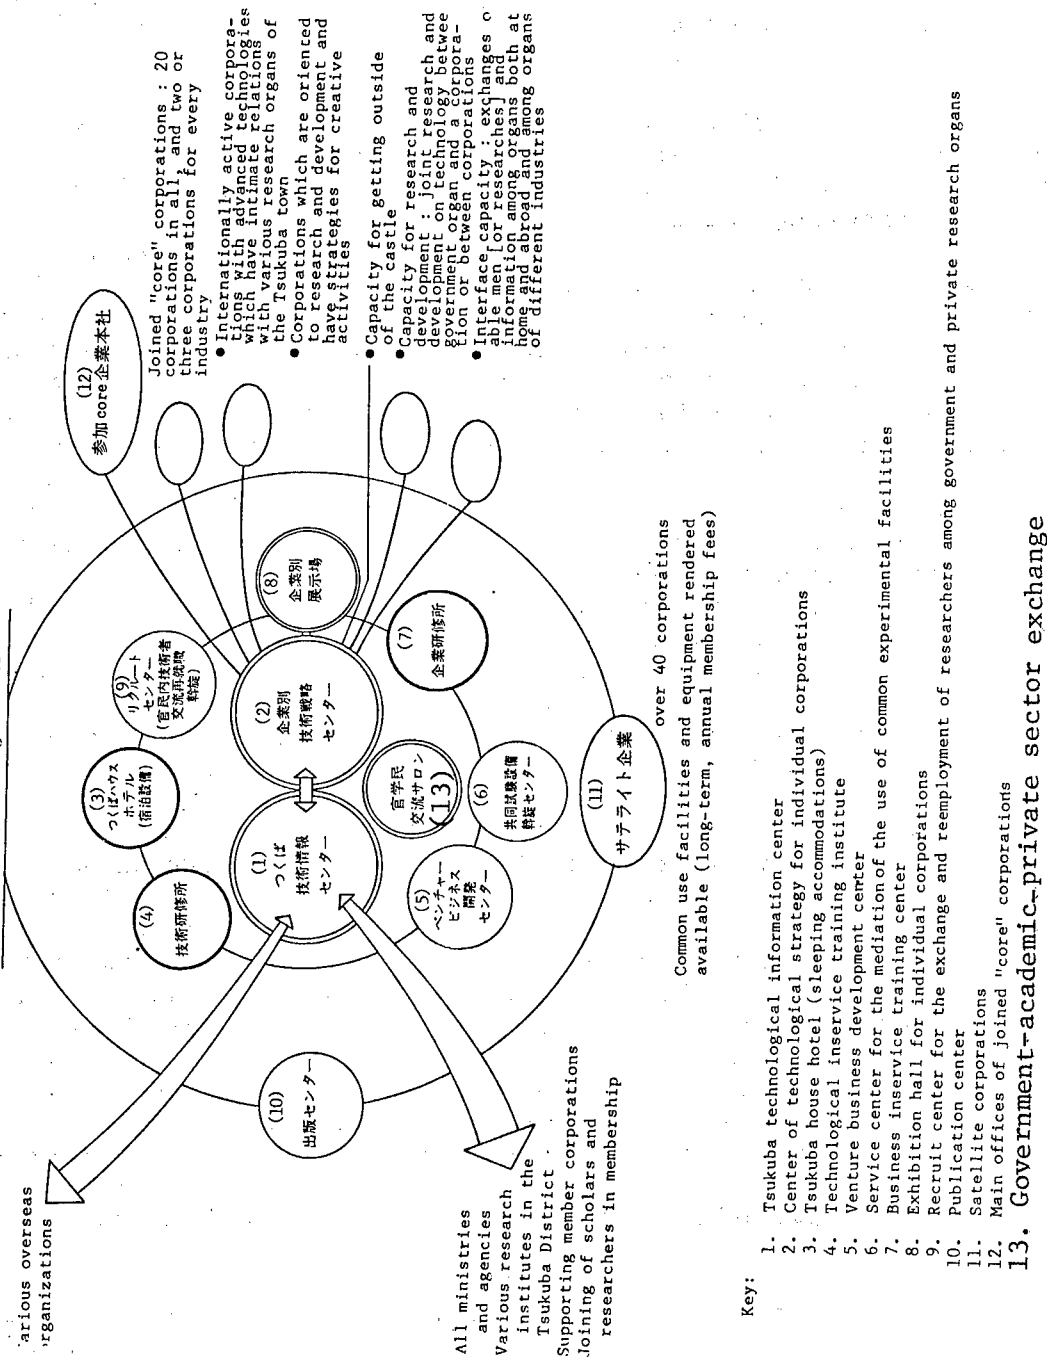 arious overseas
rganizations
All ministries
and agencies
Various research
institutes in the
Tsukuba District
Supporting member corporations
Joining of scholars and
researchers in membership
(10)
出版センター
(4)
技術研修所
(3)
つくばハウス
ホテル
(宿泊設備)
(9)
リクルート
センター
(官民内技術者
交流再就職
斡旋)
(1)
つくば
技術情報
センター
(2)
企業別
技術戦略
センター
(8)
企業別
展示場
官学民
交流サロン
(13)
(5)
ベンチャー
ビジネス
開発
センター
(6)
共同試験設備
斡旋センター
(7)
企業研修所
(11)
サテライト企業
(12)
参加core企業本社
Joined "core" corporations : 20
corporations in all, and two or
three corporations for every
industry
● Internationally active corpora-
tions with advanced technologies
which have intimate relations
with various research organs of
the Tsukuba town
● Corporations which are oriented
to research and development and
have strategies for creative
activities
● Capacity for getting outside
of the castle
● Capacity for research and
development : joint research and
development on technology betwee
government organ and a corpora-
tion or between corporations
● Interface capacity : exchanges o
able men [or researches] and
information among organs both at
home and abroad and among organs
of different industries
over 40 corporations
Common use facilities and equipment rendered
available (long-term, annual membership fees)
Key:
1. Tsukuba technological information center
2. Center of technological strategy for individual corporations
3. Tsukuba house hotel (sleeping accommodations)
4. Technological inservice training institute
5. Venture business development center
6. Service center for the mediation of the use of common experimental facilities
7. Business inservice training center
8. Exhibition hall for individual corporations
9. Recruit center for the exchange and reemployment of researchers among government and private research organs
10. Publication center
11. Satellite corporations
12. Main offices of joined "core" corporations
13. Government-academic-private sector exchange